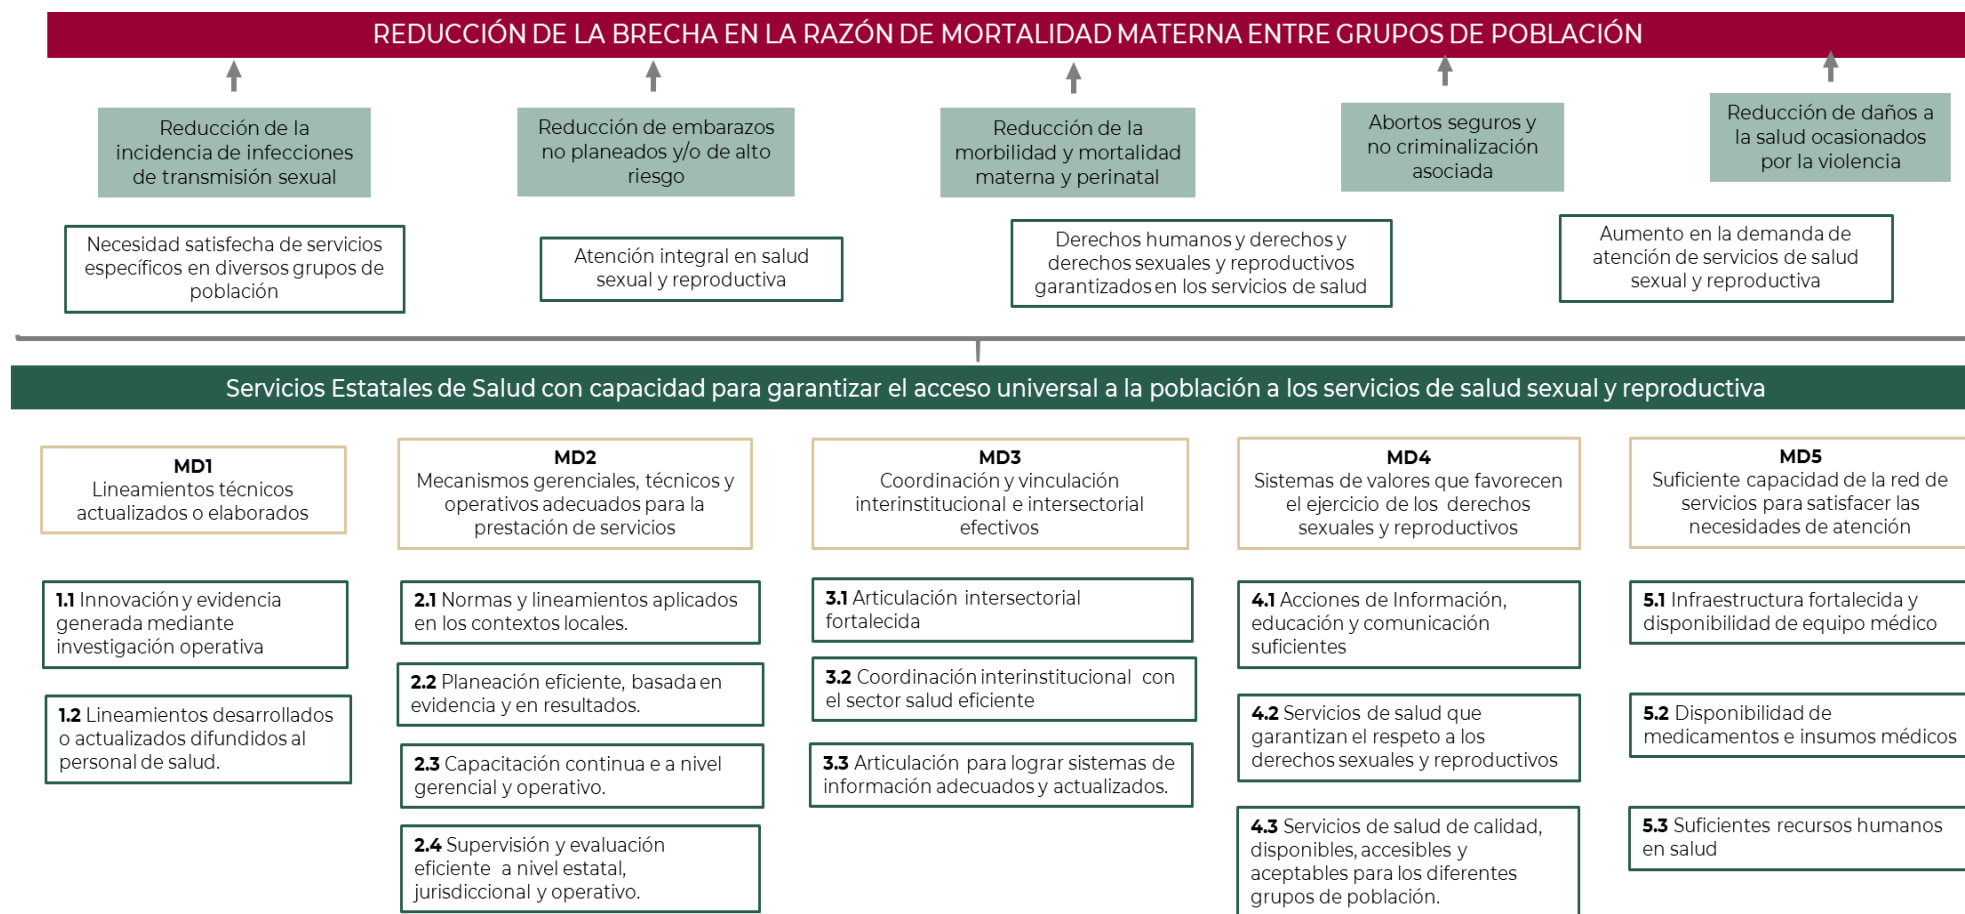 REDUCCIÓN DE LA BRECHA EN LA RAZÓN DE MORTALIDAD MATERNA ENTRE GRUPOS DE POBLACIÓN
Reducción de la
incidencia de infecciones
de transmisión sexual
Reducción de embarazos
no planeados y/o de alto
riesgo
Reducción de la
morbilidad y mortalidad
materna y perinatal
Abortos seguros y
no criminalización
asociada
Reducción de daños a
la salud ocasionados
por la violencia
Necesidad satisfecha de servicios
específicos en diversos grupos de
población
Atención integral en salud
sexual y reproductiva
Derechos humanos y derechos y
derechos sexuales y reproductivos
garantizados en los servicios de salud
Aumento en la demanda de
atención de servicios de salud
sexual y reproductiva
Servicios Estatales de Salud con capacidad para garantizar el acceso universal a la población a los servicios de salud sexual y reproductiva
MD1
Lineamientos técnicos
actualizados o elaborados
1.1 Innovación y evidencia
generada mediante
investigación operativa
1.2 Lineamientos desarrollados
o actualizados difundidos al
personal de salud.
MD2
Mecanismos gerenciales, técnicos y
operativos adecuados para la
prestación de servicios
2.1 Normas y lineamientos aplicados
en los contextos locales.
2.2 Planeación eficiente, basada en
evidencia y en resultados.
2.3 Capacitación continua e a nivel
gerencial y operativo.
2.4 Supervisión y evaluación
eficiente a nivel estatal,
jurisdiccional y operativo.
MD3
Coordinación y vinculación
interinstitucional e intersectorial
efectivos
3.1 Articulación intersectorial
fortalecida
3.2 Coordinación interinstitucional con
el sector salud eficiente
3.3 Articulación para lograr sistemas de
información adecuados y actualizados.
MD4
Sistemas de valores que favorecen
el ejercicio de los derechos
sexuales y reproductivos
4.1 Acciones de Información,
educación y comunicación
suficientes
4.2 Servicios de salud que
garantizan el respeto a los
derechos sexuales y reproductivos
4.3 Servicios de salud de calidad,
disponibles, accesibles y
aceptables para los diferentes
grupos de población.
MD5
Suficiente capacidad de la red de
servicios para satisfacer las
necesidades de atención
5.1 Infraestructura fortalecida y
disponibilidad de equipo médico
5.2 Disponibilidad de
medicamentos e insumos médicos
5.3 Suficientes recursos humanos
en salud